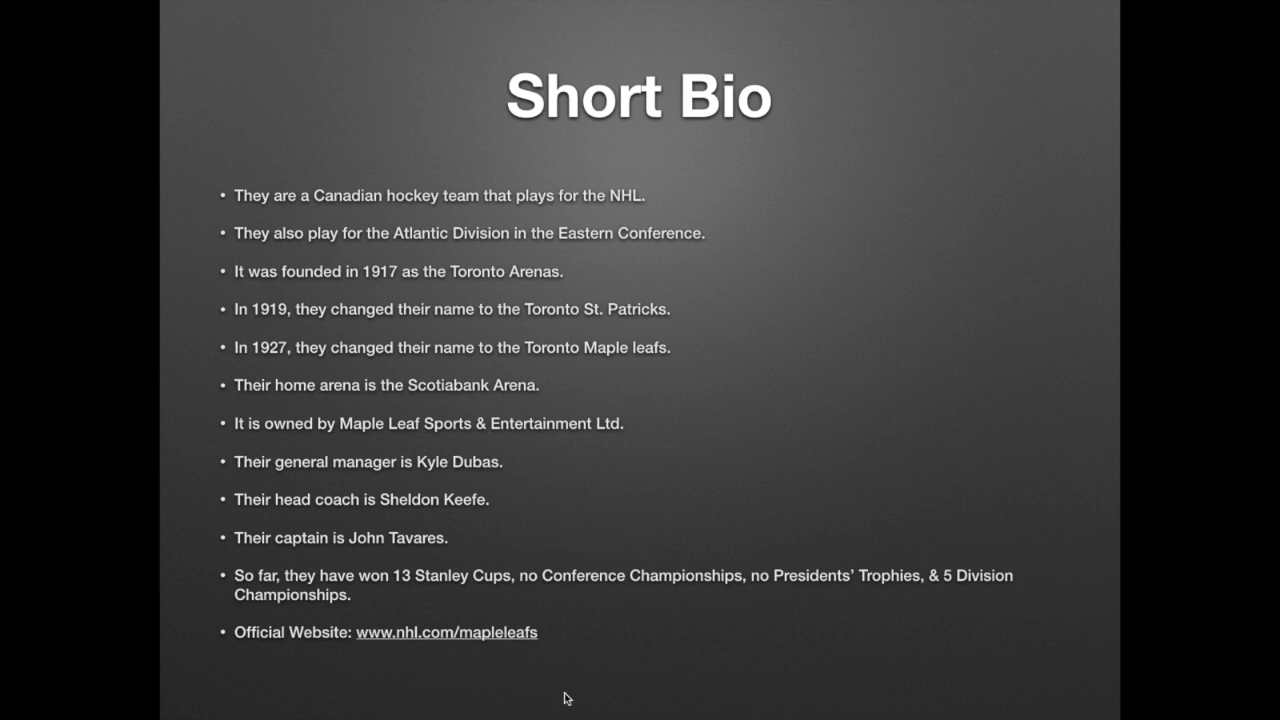 Short Bio
• They are a Canadian hockey team that plays for the NHL.
• They also play for the Atlantic Division in the Eastern Conference.
• It was founded in 1917 as the Toronto Arenas.
• In 1919, they changed their name to the Toronto St. Patricks.
• In 1927, they changed their name to the Toronto Maple leafs.
• Their home arena is the Scotiabank Arena.
• It is owned by Maple Leaf Sports & Entertainment Ltd.
• Their general manager is Kyle Dubas.
• Their head coach is Sheldon Keefe.
• Their captain is John Tavares.
• So far, they have won 13 Stanley Cups, no Conference Championships, no Presidents’ Trophies, & 5 Division
Championships.
• Official Website: www.nhl.com/mapleleafs